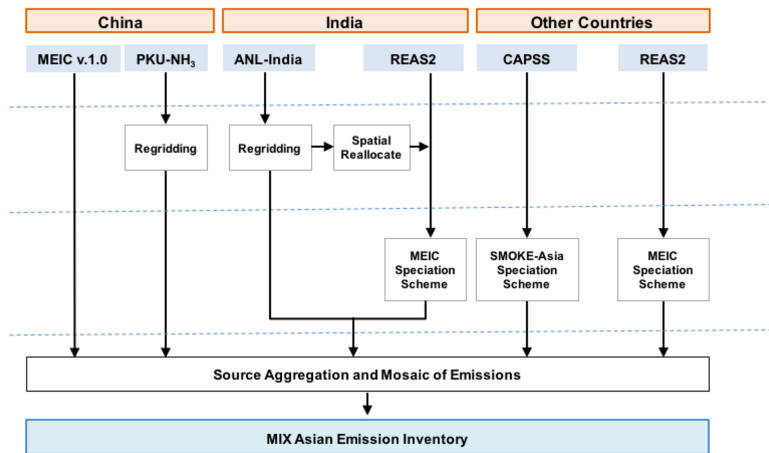 China
India
Other Countries
MEIC v.1.0
PKU-NH₃
ANL-India
REAS2
CAPSS
REAS2
Regridding
Regridding
Spatial
Reallocate
MEIC
Speciation
Scheme
SMOKE-Asia
Speciation
Scheme
MEIC
Speciation
Scheme
Source Aggregation and Mosaic of Emissions
MIX Asian Emission Inventory